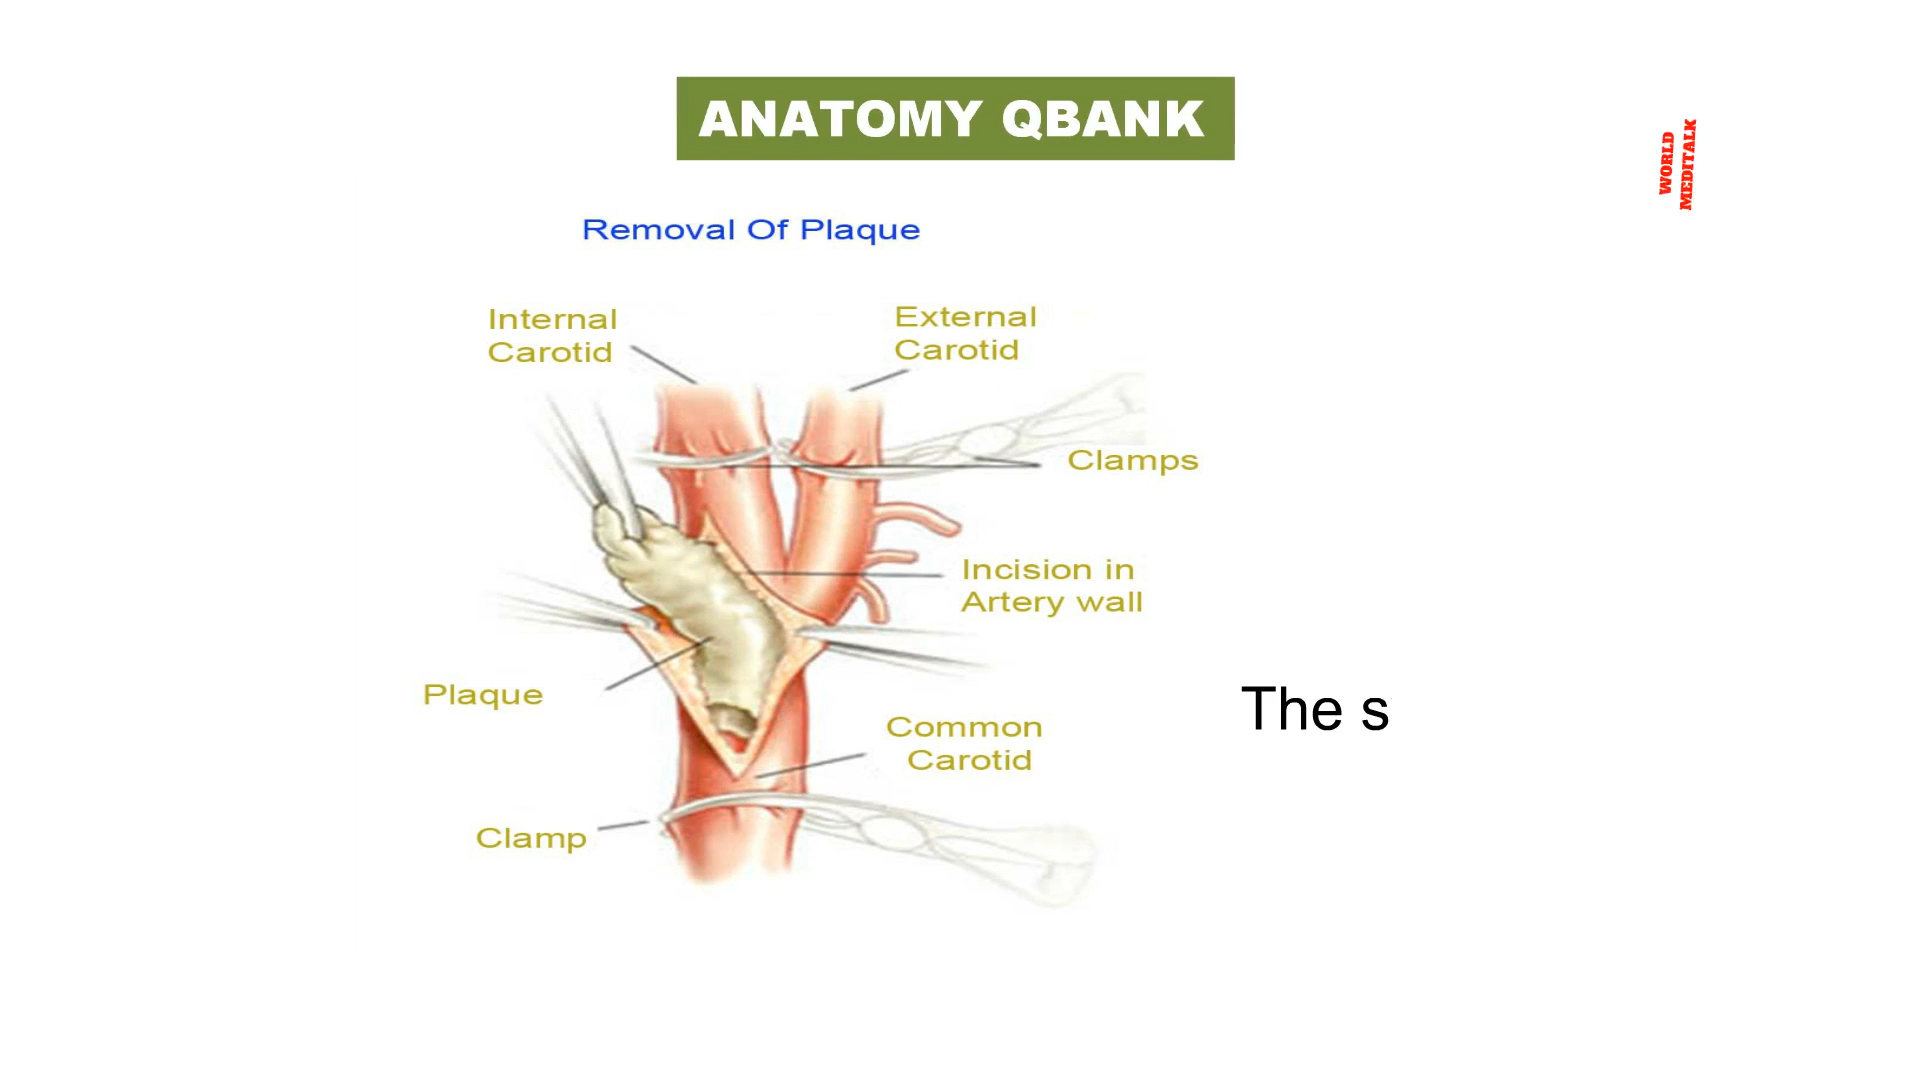 ANATOMY QBANK
WORLD
MEDITALK
Removal Of Plaque
Internal
Carotid
External
Carotid
Clamps
Incision in
Artery wall
Plaque
The s
Common
Carotid
Clamp